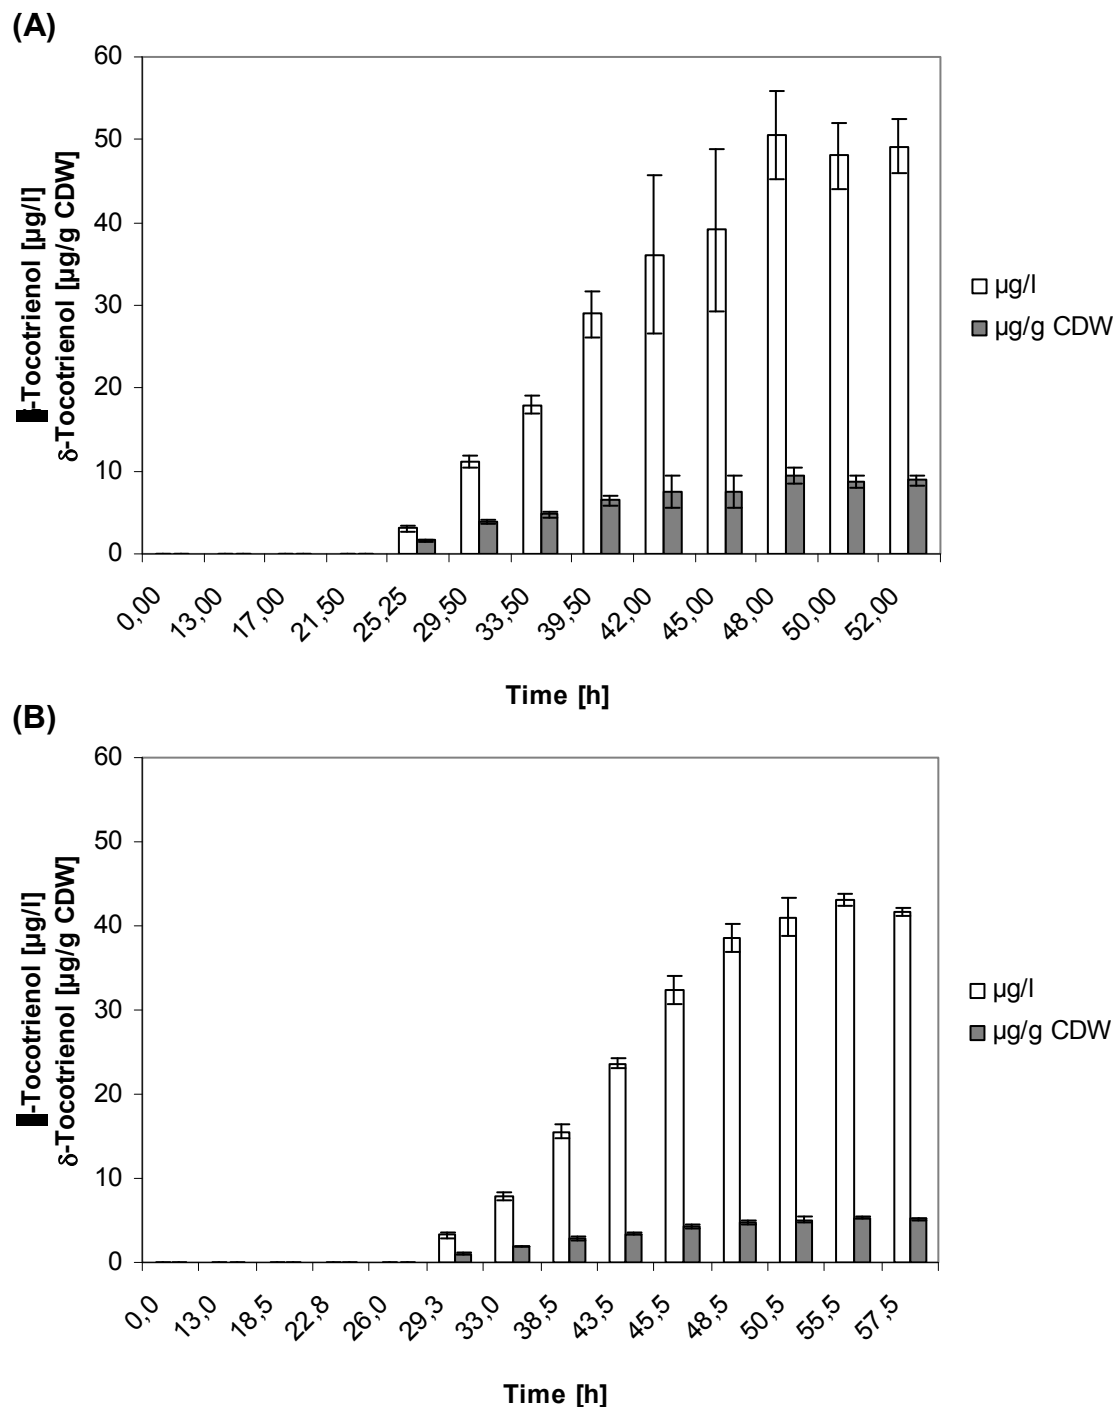 (A)
60
50
40
30
20
10
0
-Tocotrienol [µg/l]
δ-Tocotrienol [µg/g CDW]
µg/l
µg/g CDW
0,00 13,00 17,00 21,50 25,25 29,50 33,50 39,50 42,00 45,00 48,00 50,00 52,00
Time [h]
(B)
60
50
40
30
20
10
0
-Tocotrienol [µg/l]
δ-Tocotrienol [µg/g CDW]
µg/l
µg/g CDW
0,0 13,0 18,5 22,8 26,0 29,3 33,0 38,5 43,5 45,5 48,5 50,5 55,5 57,5
Time [h]